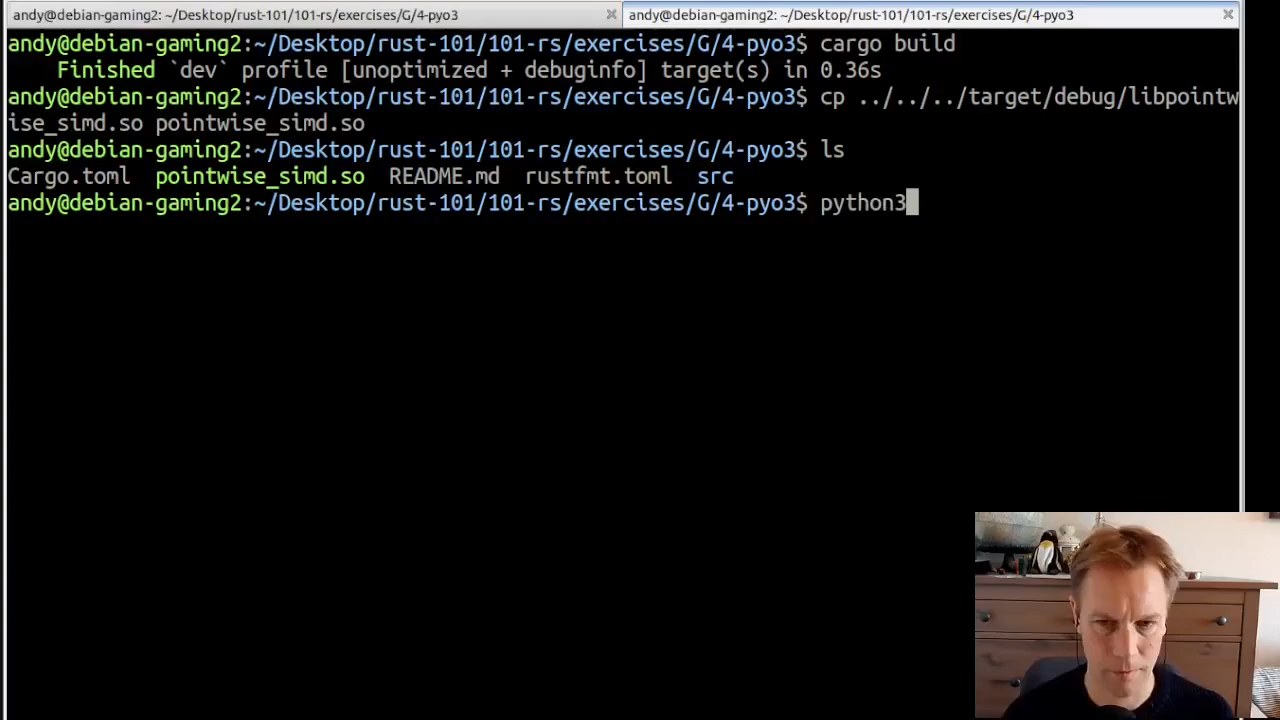 andy@debian-gaming2: ~/Desktop/rust-101/101-rs/exercises/G/4-pyo3 andy@debian-gaming2: ~/Desktop/rust-101/101-rs/exercises/G/4-pyo3
andy@debian-gaming2:~/Desktop/rust-101/101-rs/exercises/G/4-pyo3$ cargo build
Finished `dev` profile [unoptimized + debuginfo] target(s) in 0.36s
andy@debian-gaming2:~/Desktop/rust-101/101-rs/exercises/G/4-pyo3$ cp ../../../target/debug/libpointw
ise_simd.so pointwise_simd.so
andy@debian-gaming2:~/Desktop/rust-101/101-rs/exercises/G/4-pyo3$ ls
Cargo.toml pointwise_simd.so README.md rustfmt.toml src
andy@debian-gaming2:~/Desktop/rust-101/101-rs/exercises/G/4-pyo3$ python3